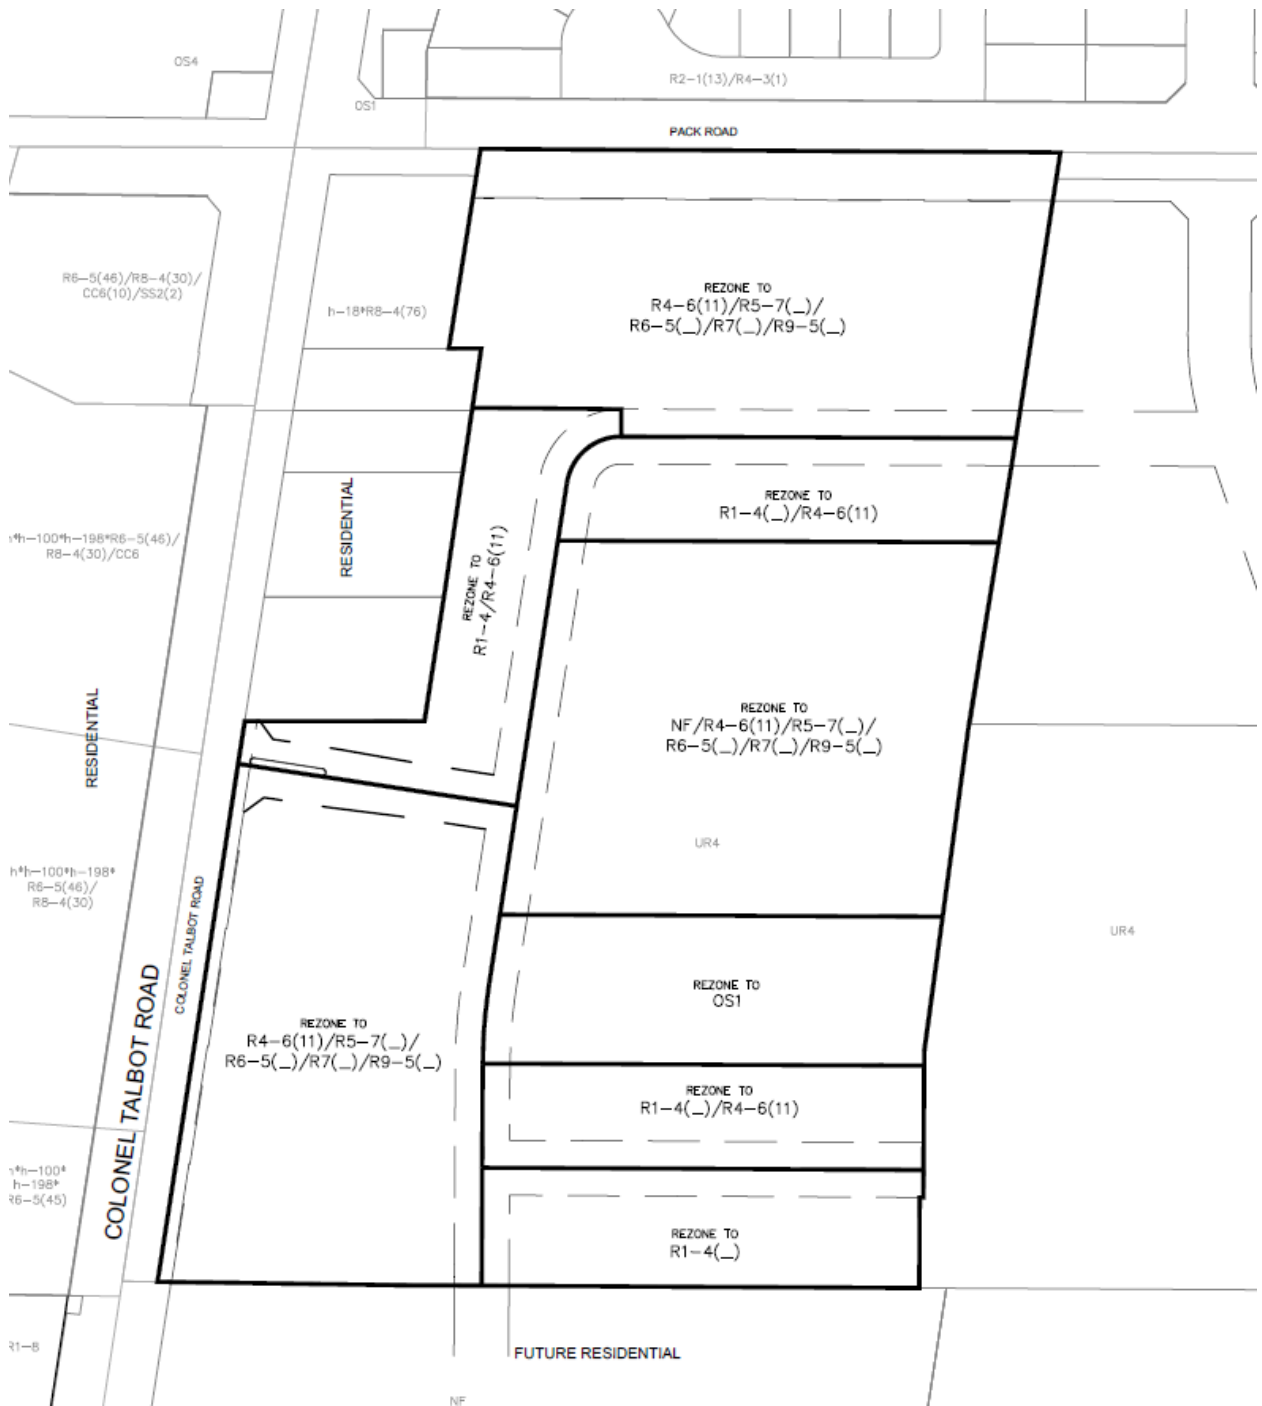 OS4
R2-1(13)/R4-3(1)
OS1
PACK ROAD
R6-5(46)/R8-4(30)/
CC6(10)/SS2(2)
h-18*R8-4(76)
REZONE TO
R4-6(11)/R5-7(_)/
R6-5(_)/R7(_)/R9-5(_)
REZONE TO
R1-4(_)/R4-6(11)
RESIDENTIAL
REZONE TO
R1-4/R4-6(11)
h*h-100*h-198*R6-5(46)/
R8-4(30)/CC6
RESIDENTIAL
REZONE TO
NF/R4-6(11)/R5-7(_)/
R6-5(_)/R7(_)/R9-5(_)
UR4
h*h-100*h-198*
R6-5(46)/
R8-4(30)
COLONEL TALBOT ROAD
UR4
COLONEL TALBOT ROAD
REZONE TO
OS1
REZONE TO
R4-6(11)/R5-7(_)/
R6-5(_)/R7(_)/R9-5(_)
REZONE TO
R1-4(_)/R4-6(11)
h*h-100*
h-198*
R6-5(45)
REZONE TO
R1-4(_)
R1-8
FUTURE RESIDENTIAL
NF